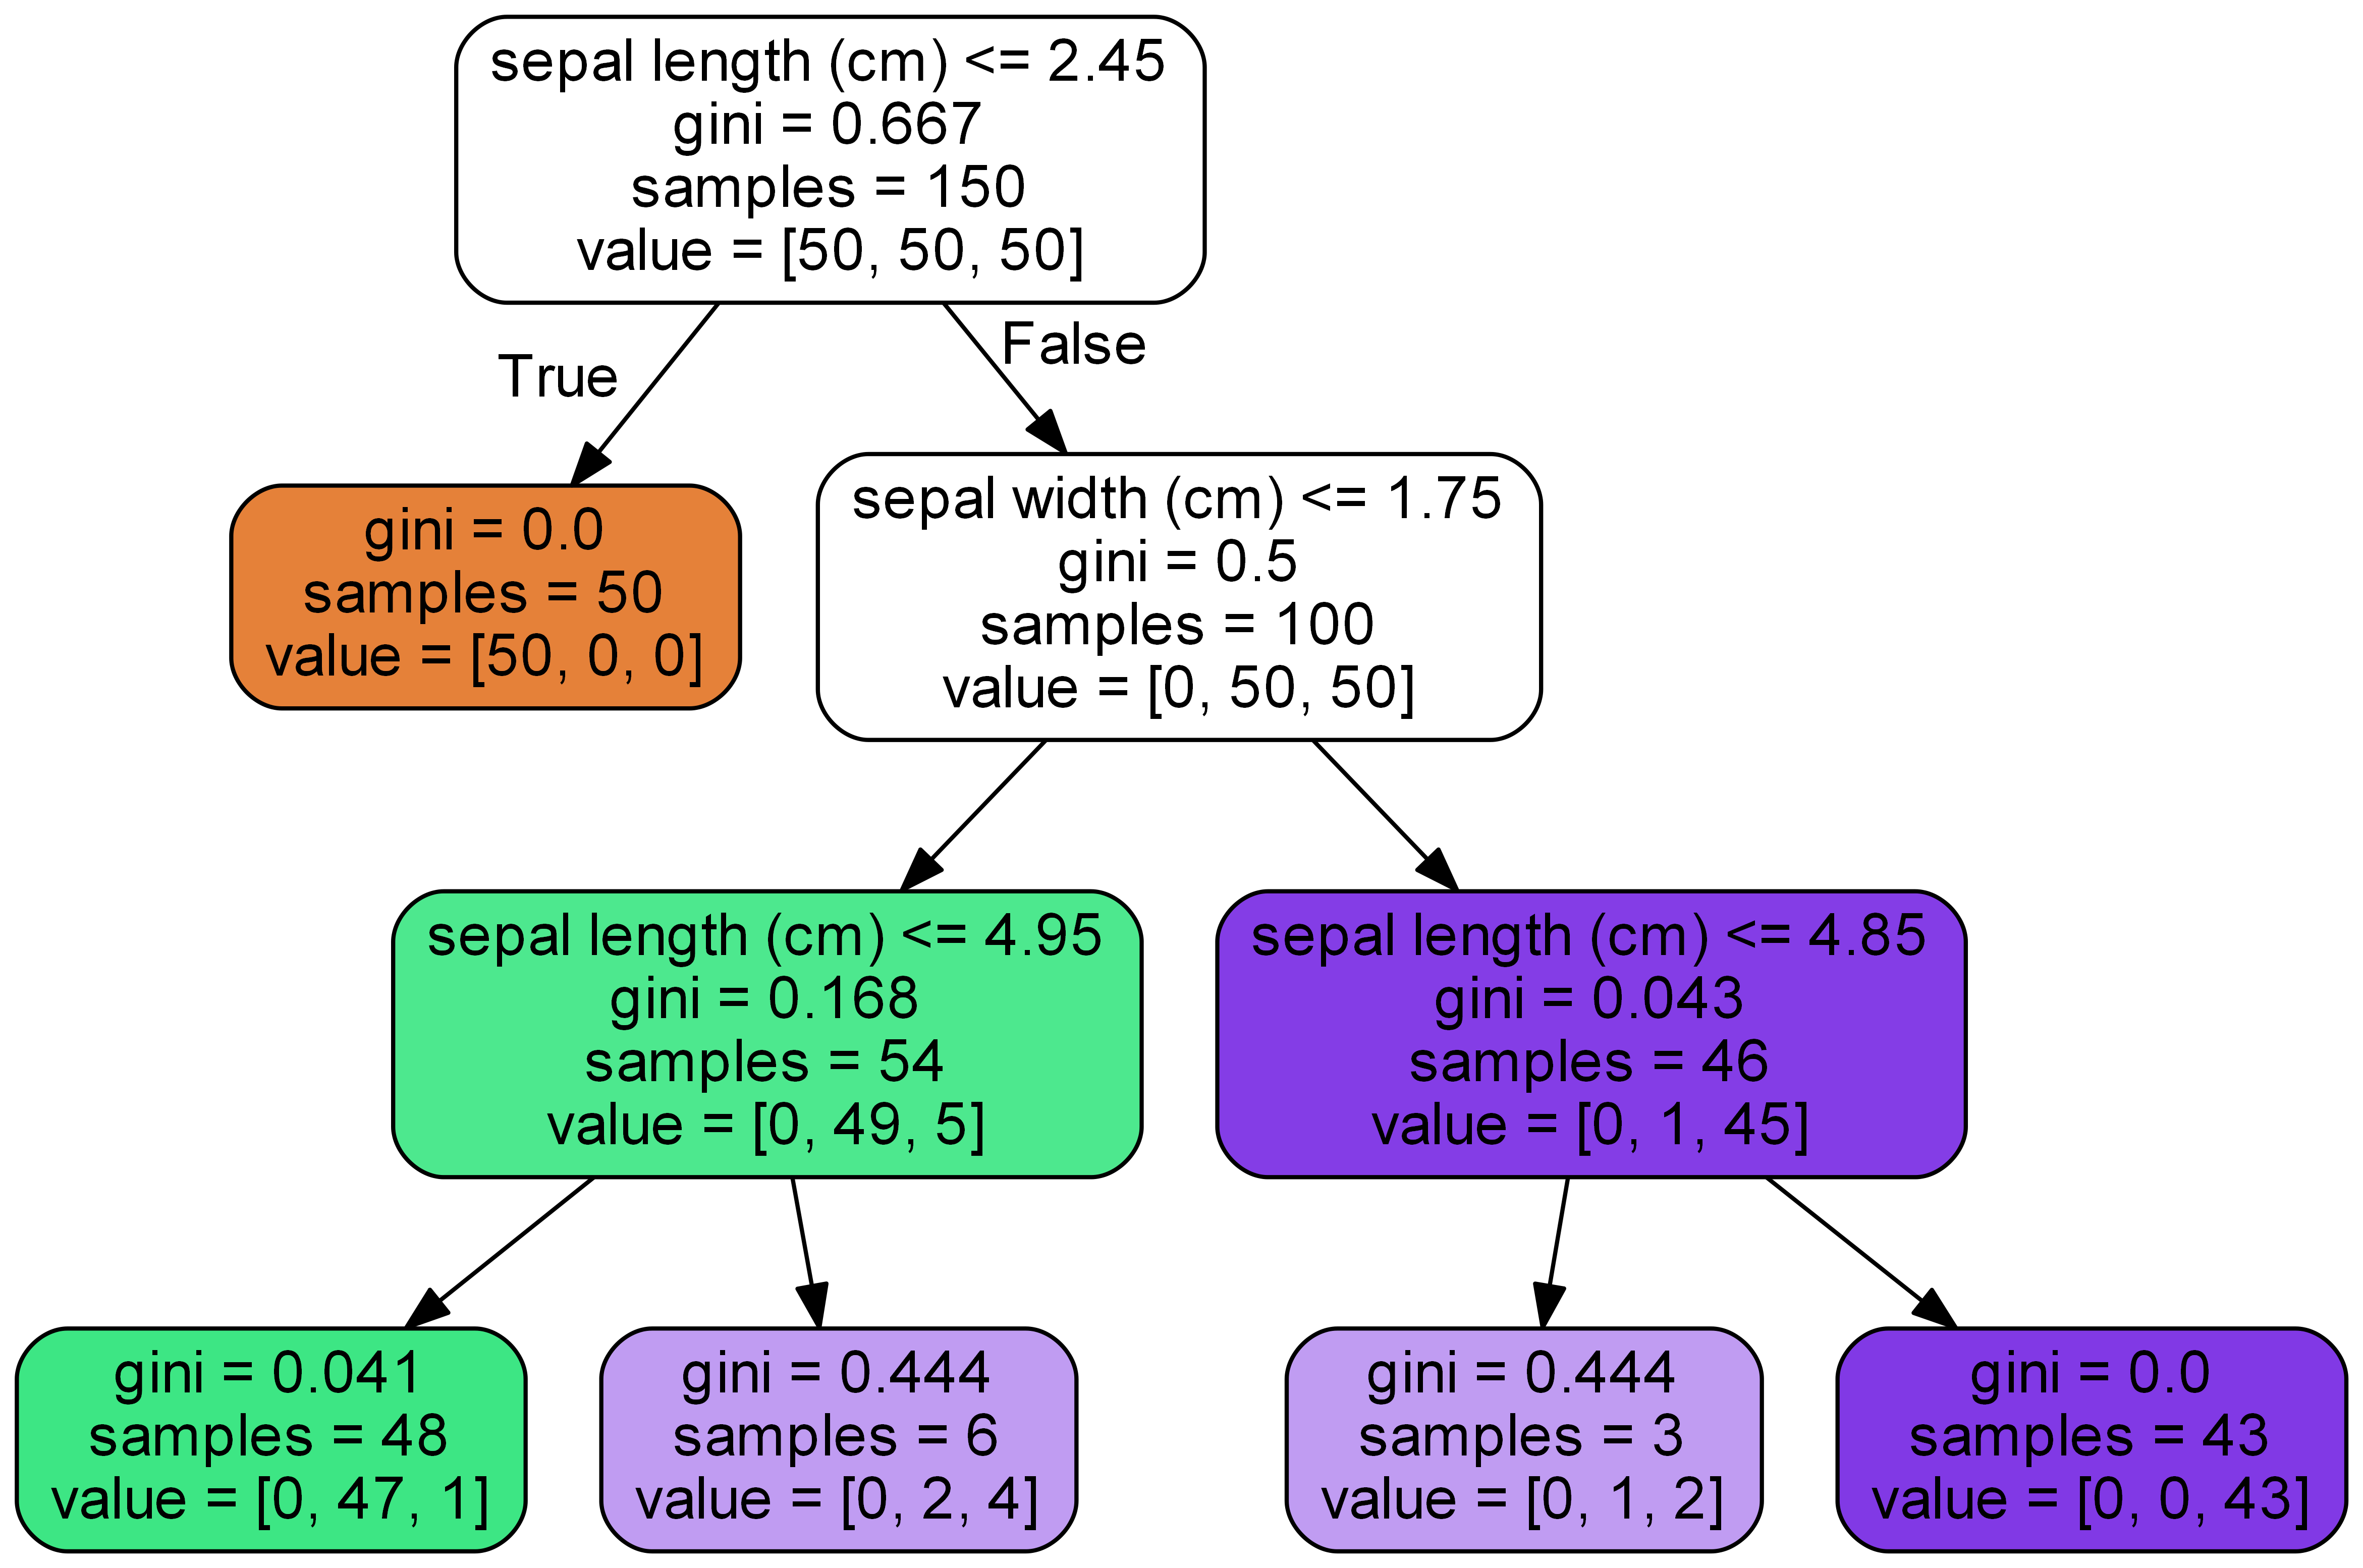 sepal length (cm) <= 2.45
gini = 0.667
samples = 150
value = [50, 50, 50]
True
False
gini = 0.0
samples = 50
value = [50, 0, 0]
sepal width (cm) <= 1.75
gini = 0.5
samples = 100
value = [0, 50, 50]
sepal length (cm) <= 4.95
gini = 0.168
samples = 54
value = [0, 49, 5]
sepal length (cm) <= 4.85
gini = 0.043
samples = 46
value = [0, 1, 45]
gini = 0.041
samples = 48
value = [0, 47, 1]
gini = 0.444
samples = 6
value = [0, 2, 4]
gini = 0.444
samples = 3
value = [0, 1, 2]
gini = 0.0
samples = 43
value = [0, 0, 43]